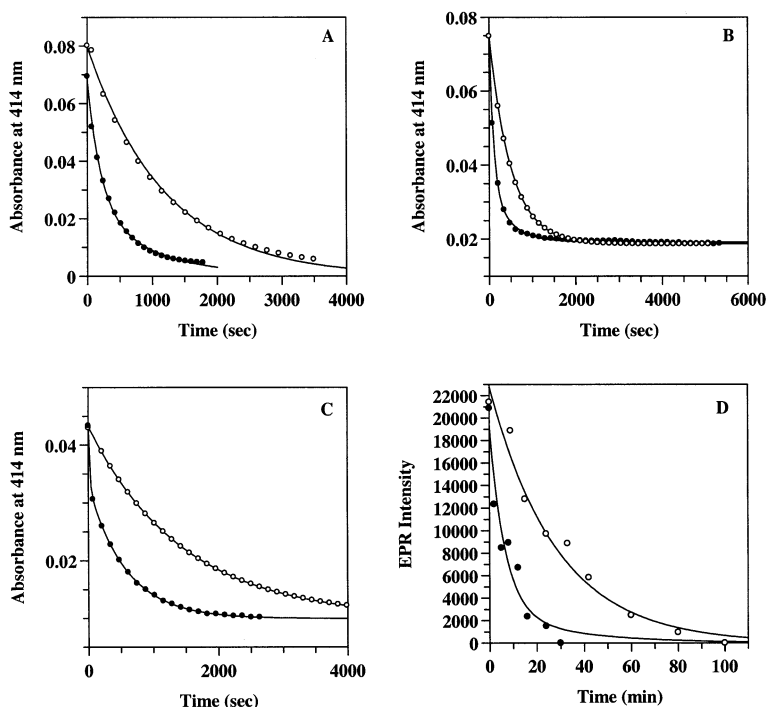 A
Absorbance at 414 nm
0.08
0.06
0.04
0.02
0
0 1000 2000 3000 4000
Time (sec)
B
Absorbance at 414 nm
0.08
0.06
0.04
0.02
0 2000 4000 6000
Time (sec)
C
Absorbance at 414 nm
0.04
0.02
0 2000 4000
Time (sec)
D
EPR Intensity
22000
20000
18000
16000
14000
12000
10000
8000
6000
4000
2000
0
0 20 40 60 80 100
Time (min)